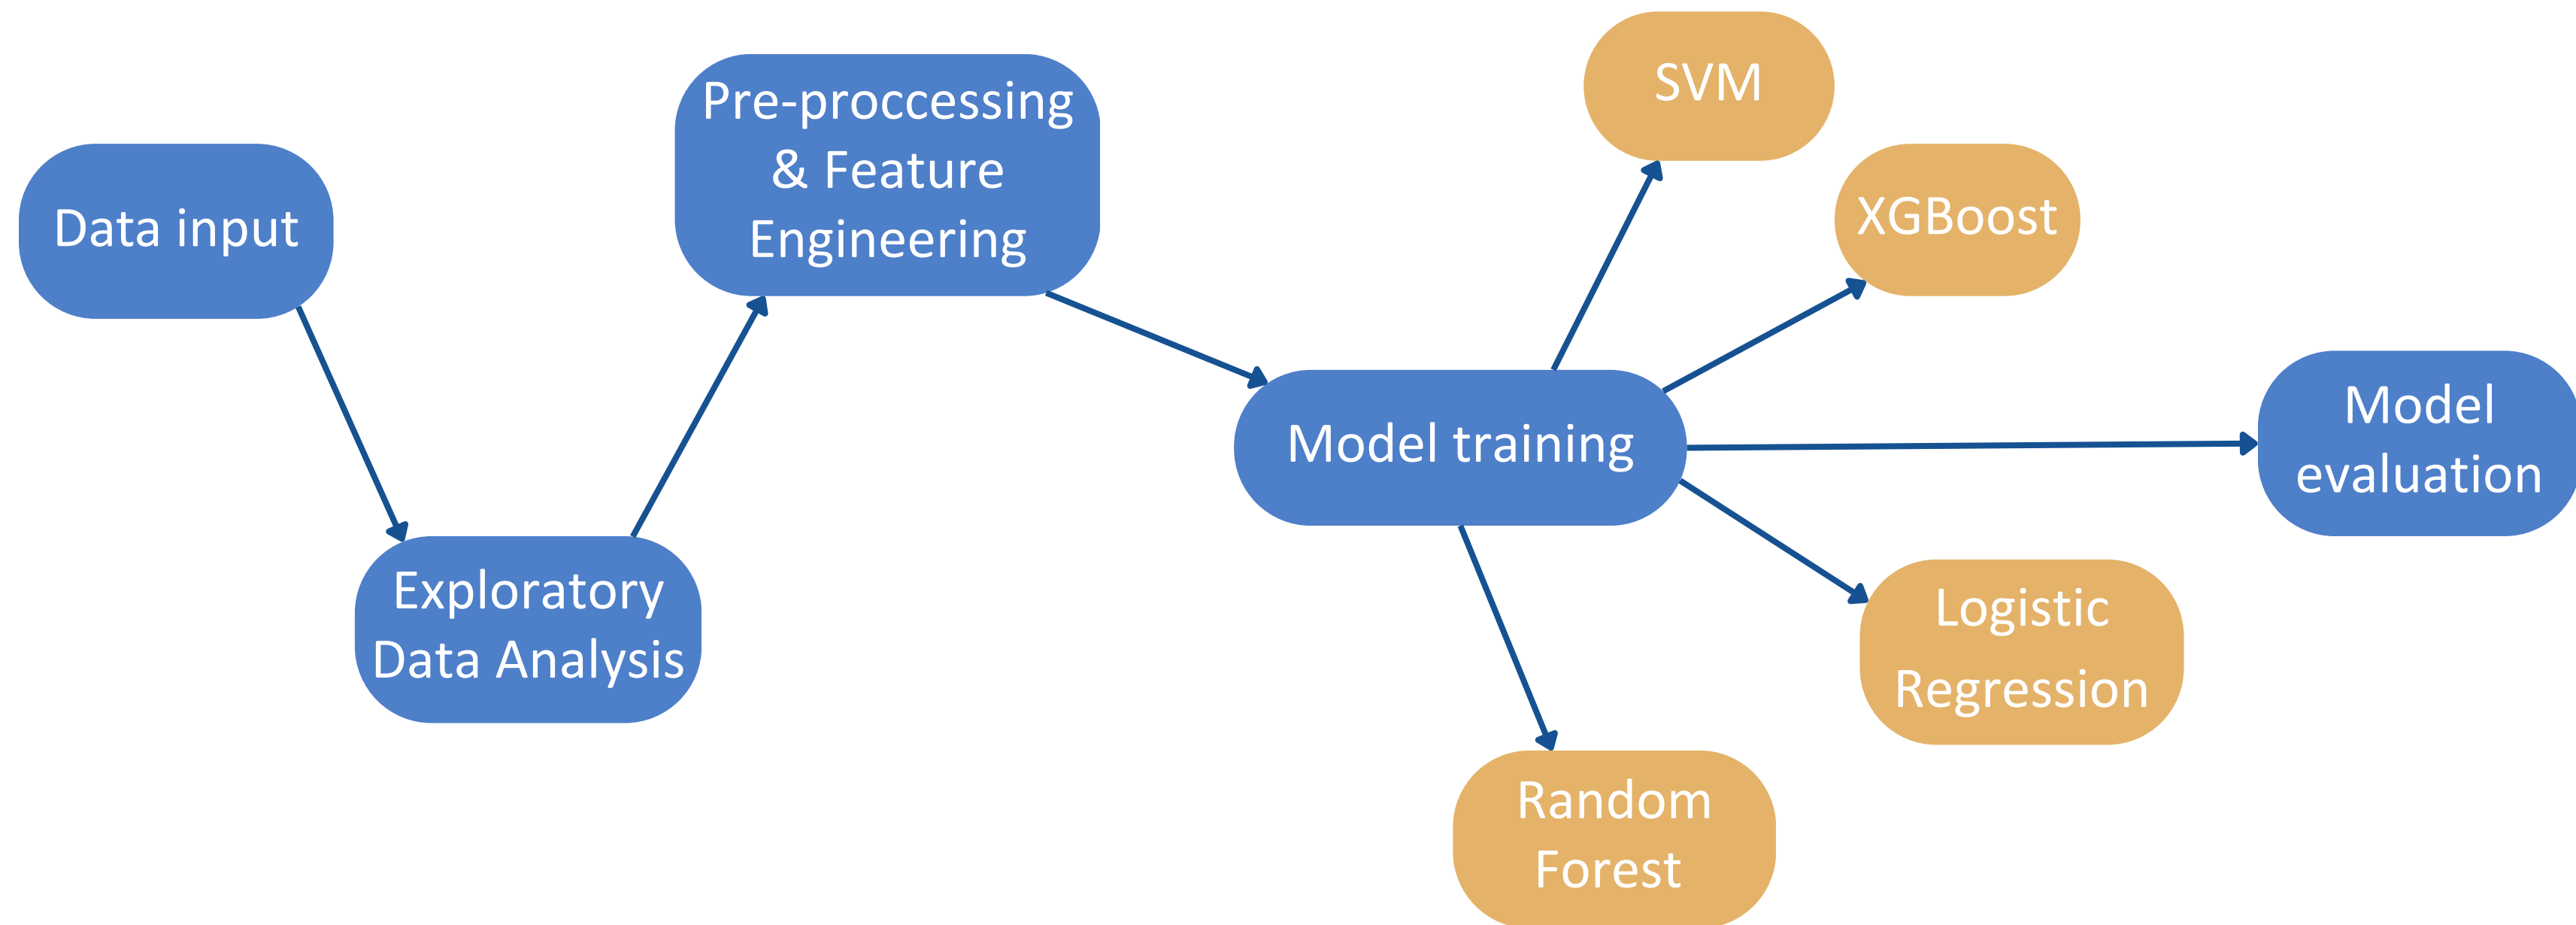 Data input
Exploratory
Data Analysis
Pre-proccessing
& Feature
Engineering
Model training
SVM
XGBoost
Model
evaluation
Logistic
Regression
Random
Forest